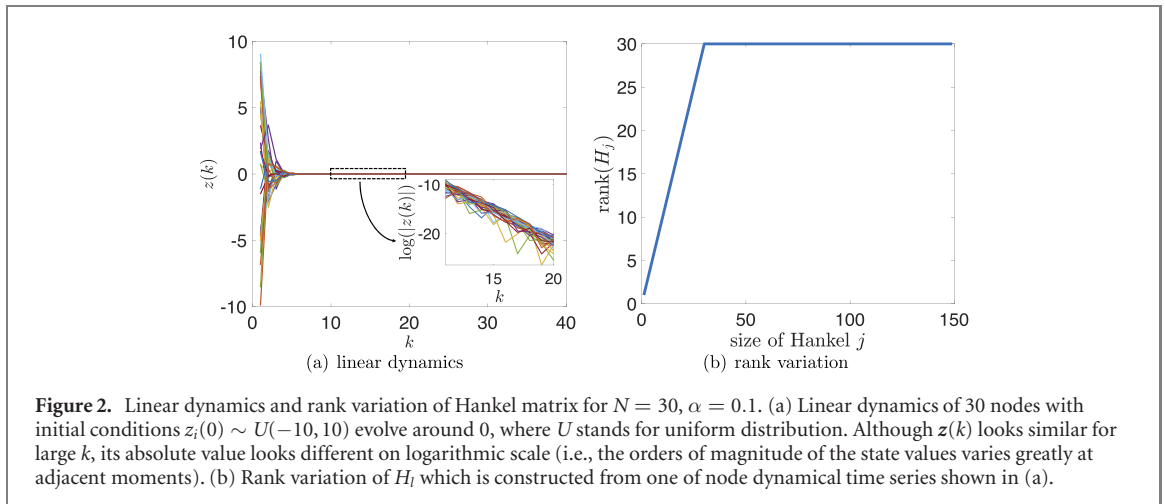 10
5
0
-5
-10
z(k)
0
10
20
30
40
k
-10
-20
log(|z(k)|)
15
20
k
(a) linear dynamics
30
25
20
15
10
5
0
rank(H_j)
0
50
100
150
size of Hankel j
(b) rank variation
Figure 2. Linear dynamics and rank variation of Hankel matrix for N = 30, α = 0.1. (a) Linear dynamics of 30 nodes with
initial conditions z_i(0) ∼ U(−10, 10) evolve around 0, where U stands for uniform distribution. Although z(k) looks similar for
large k, its absolute value looks different on logarithmic scale (i.e., the orders of magnitude of the state values varies greatly at
adjacent moments). (b) Rank variation of H_l which is constructed from one of node dynamical time series shown in (a).